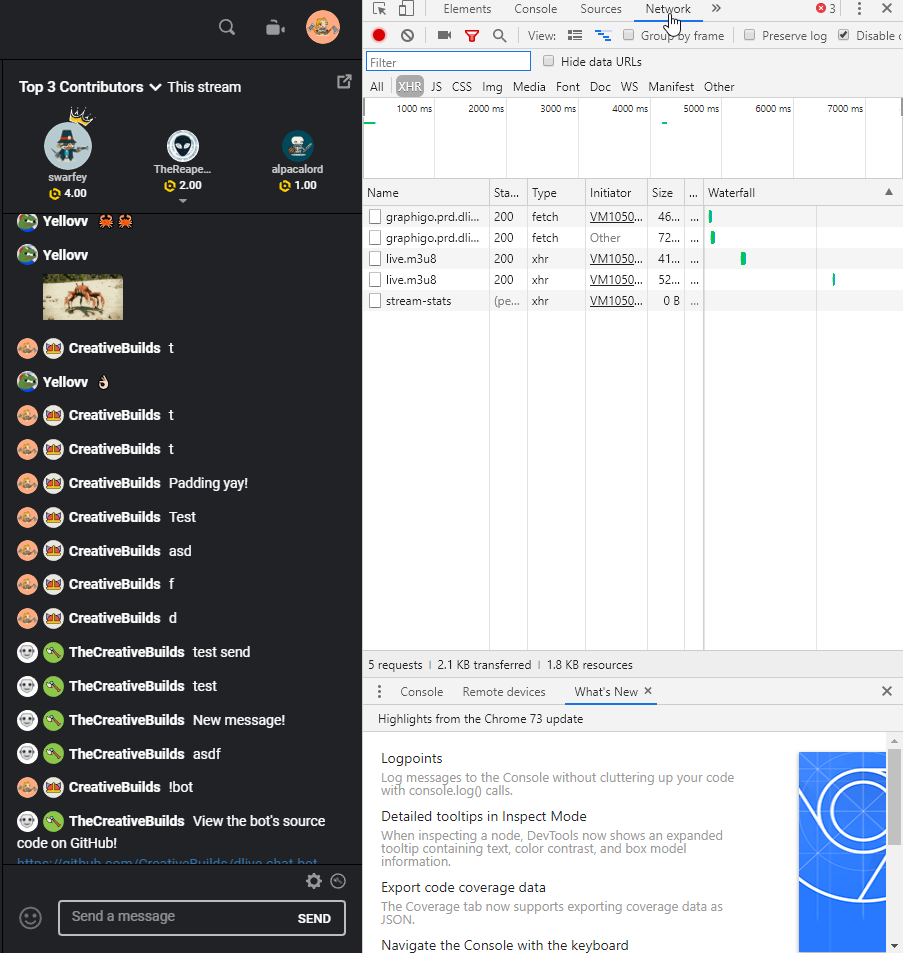 Top 3 Contributors This stream
swarfey
4.00
TheReape...
2.00
alpacalord
1.00
Yellovv
Yellovv
CreativeBuilds t
Yellovv
CreativeBuilds t
CreativeBuilds t
CreativeBuilds Padding yay!
CreativeBuilds Test
CreativeBuilds asd
CreativeBuilds f
CreativeBuilds d
TheCreativeBuilds test send
TheCreativeBuilds test
TheCreativeBuilds New message!
TheCreativeBuilds asdf
CreativeBuilds !bot
TheCreativeBuilds View the bot's source
code on GitHub!
https://github.com/CreativeBuilds/dlive-chat-bot
Send a message SEND
Elements Console Sources Network 3
View: Group by frame Preserve log Disable c
Filter Hide data URLs
All XHR JS CSS Img Media Font Doc WS Manifest Other
1000 ms 2000 ms 3000 ms 4000 ms 5000 ms 6000 ms 7000 ms
Name Sta... Type Initiator Size ... Waterfall
graphigo.prd.dli... 200 fetch VM1050... 46... ...
graphigo.prd.dli... 200 fetch Other 72... ...
live.m3u8 200 xhr VM1050... 41... ...
live.m3u8 200 xhr VM1050... 52... ...
stream-stats (pe... xhr VM1050... 0 B ...
5 requests 2.1 KB transferred 1.8 KB resources
Console Remote devices What's New
Highlights from the Chrome 73 update
Logpoints
Log messages to the Console without cluttering up your code
with console.log() calls.
Detailed tooltips in Inspect Mode
When inspecting a node, DevTools now shows an expanded
tooltip containing text, color contrast, and box model
information.
Export code coverage data
The Coverage tab now supports exporting coverage data as
JSON.
Navigate the Console with the keyboard